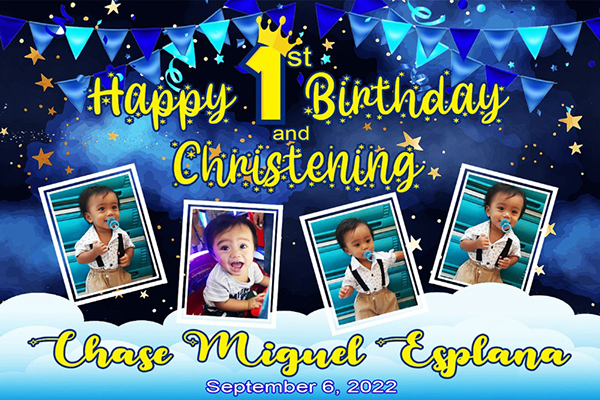 Happy 1st Birthday
and
Christening
Chase Miguel Esplana
September 6, 2022